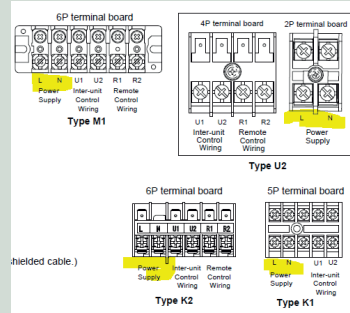 6P terminal board
L N U1 U2 R1 R2
Power Supply
Inter-unit Control Wiring
Remote Control Wiring
Type M1
4P terminal board
U1 U2 R1 R2
Inter-unit Control Wiring
Remote Control Wiring
2P terminal board
L N
Power Supply
Type U2
6P terminal board
L N U1 U2 R1 R2
Power Supply
Inter-unit Control Wiring
Remote Control Wiring
Type K2
5P terminal board
L N U1 U2
Power Supply
Inter-unit Control Wiring
Type K1
shielded cable.)